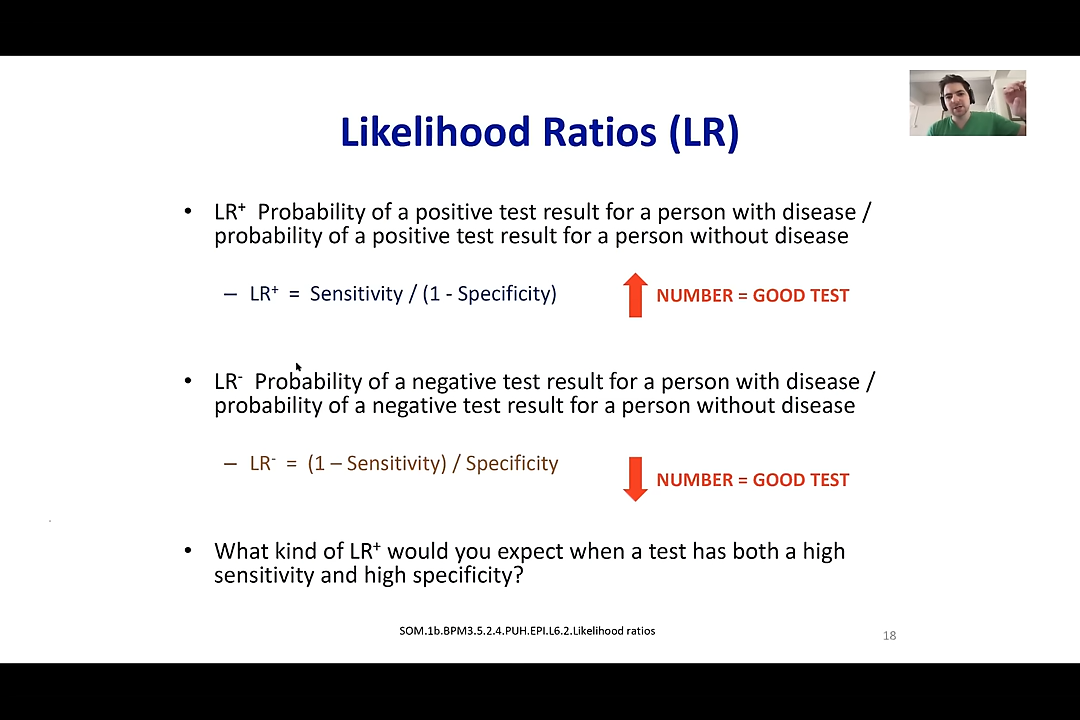 Likelihood Ratios (LR)
• LR⁺ Probability of a positive test result for a person with disease /
probability of a positive test result for a person without disease
– LR⁺ = Sensitivity / (1 - Specificity)
NUMBER = GOOD TEST
• LR⁻ Probability of a negative test result for a person with disease /
probability of a negative test result for a person without disease
– LR⁻ = (1 – Sensitivity) / Specificity
NUMBER = GOOD TEST
• What kind of LR⁺ would you expect when a test has both a high
sensitivity and high specificity?
SOM.1b.BPM3.5.2.4.PUH.EPI.L6.2.Likelihood ratios
18